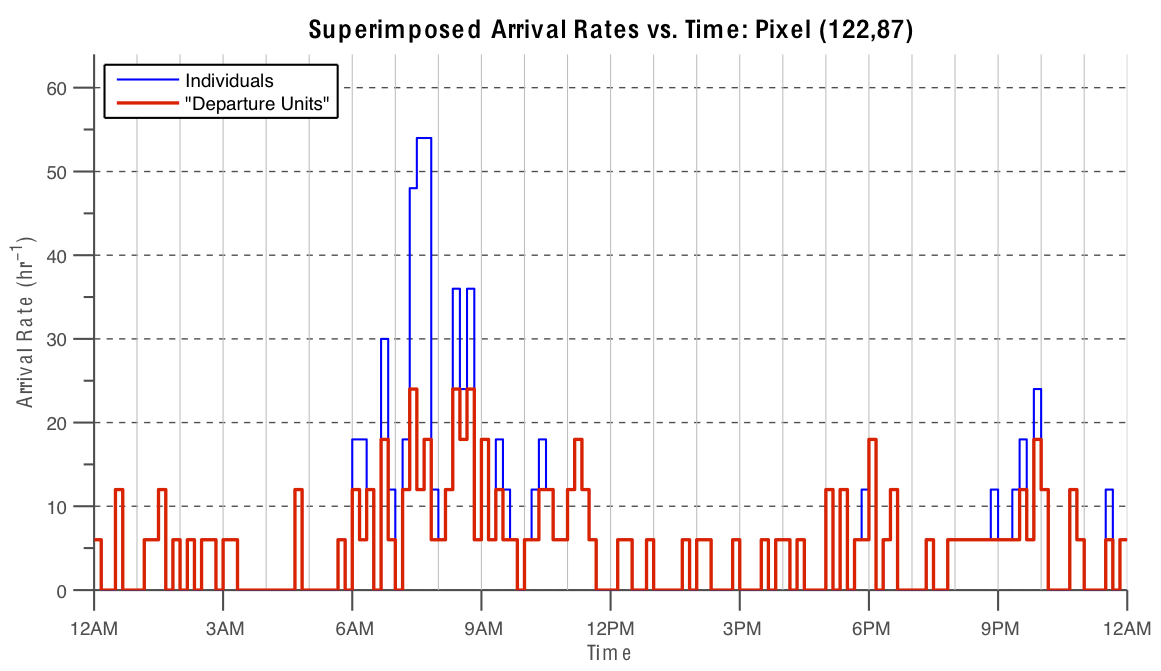 Superimposed Arrival Rates vs. Time: Pixel (122,87)
Individuals
"Departure Units"
60
50
40
30
20
10
0
Arrival Rate (hr⁻¹)
12AM 3AM 6AM 9AM 12PM 3PM 6PM 9PM 12AM
Time